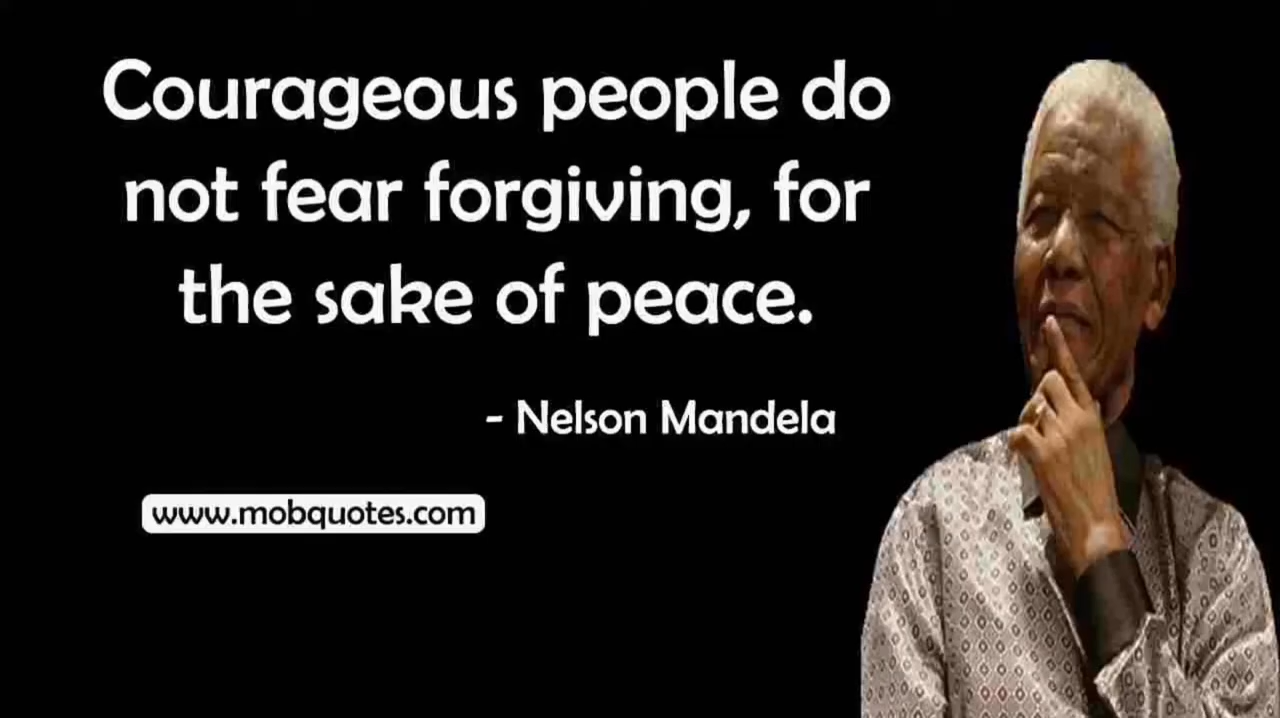 Courageous people do
not fear forgiving, for
the sake of peace.
- Nelson Mandela
www.mobquotes.com